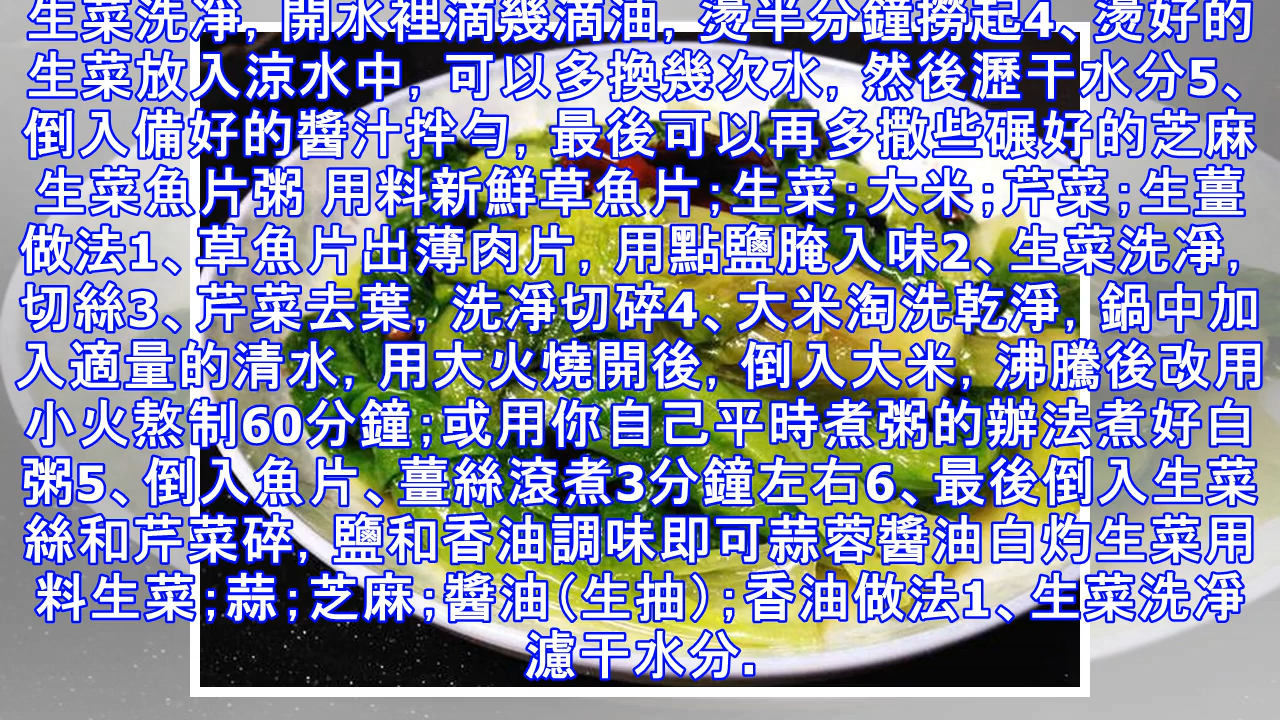 生菜洗淨, 開水裡滴幾滴油, 燙半分鐘撈起4、燙好的
生菜放入涼水中, 可以多換幾次水, 然後瀝干水分5、
倒入備好的醬汁拌勻, 最後可以再多撒些碾好的芝麻
生菜魚片粥 用料新鮮草魚片;生菜;大米;芹菜;生薑
做法1、草魚片出薄肉片, 用點鹽腌入味2、生菜洗凈,
切絲3、芹菜去葉, 洗淨切碎4、大米淘洗乾淨, 鍋中加
入適量的清水, 用大火燒開後, 倒入大米, 沸騰後改用
小火熬制60分鐘;或用你自己平時煮粥的辦法煮好白
粥5、倒入魚片、薑絲滾煮3分鐘左右6、最後倒入生菜
絲和芹菜碎, 鹽和香油調味即可蒜蓉醬油白灼生菜用
料生菜;蒜;芝麻;醬油(生抽);香油做法1、生菜洗凈
濾干水分.